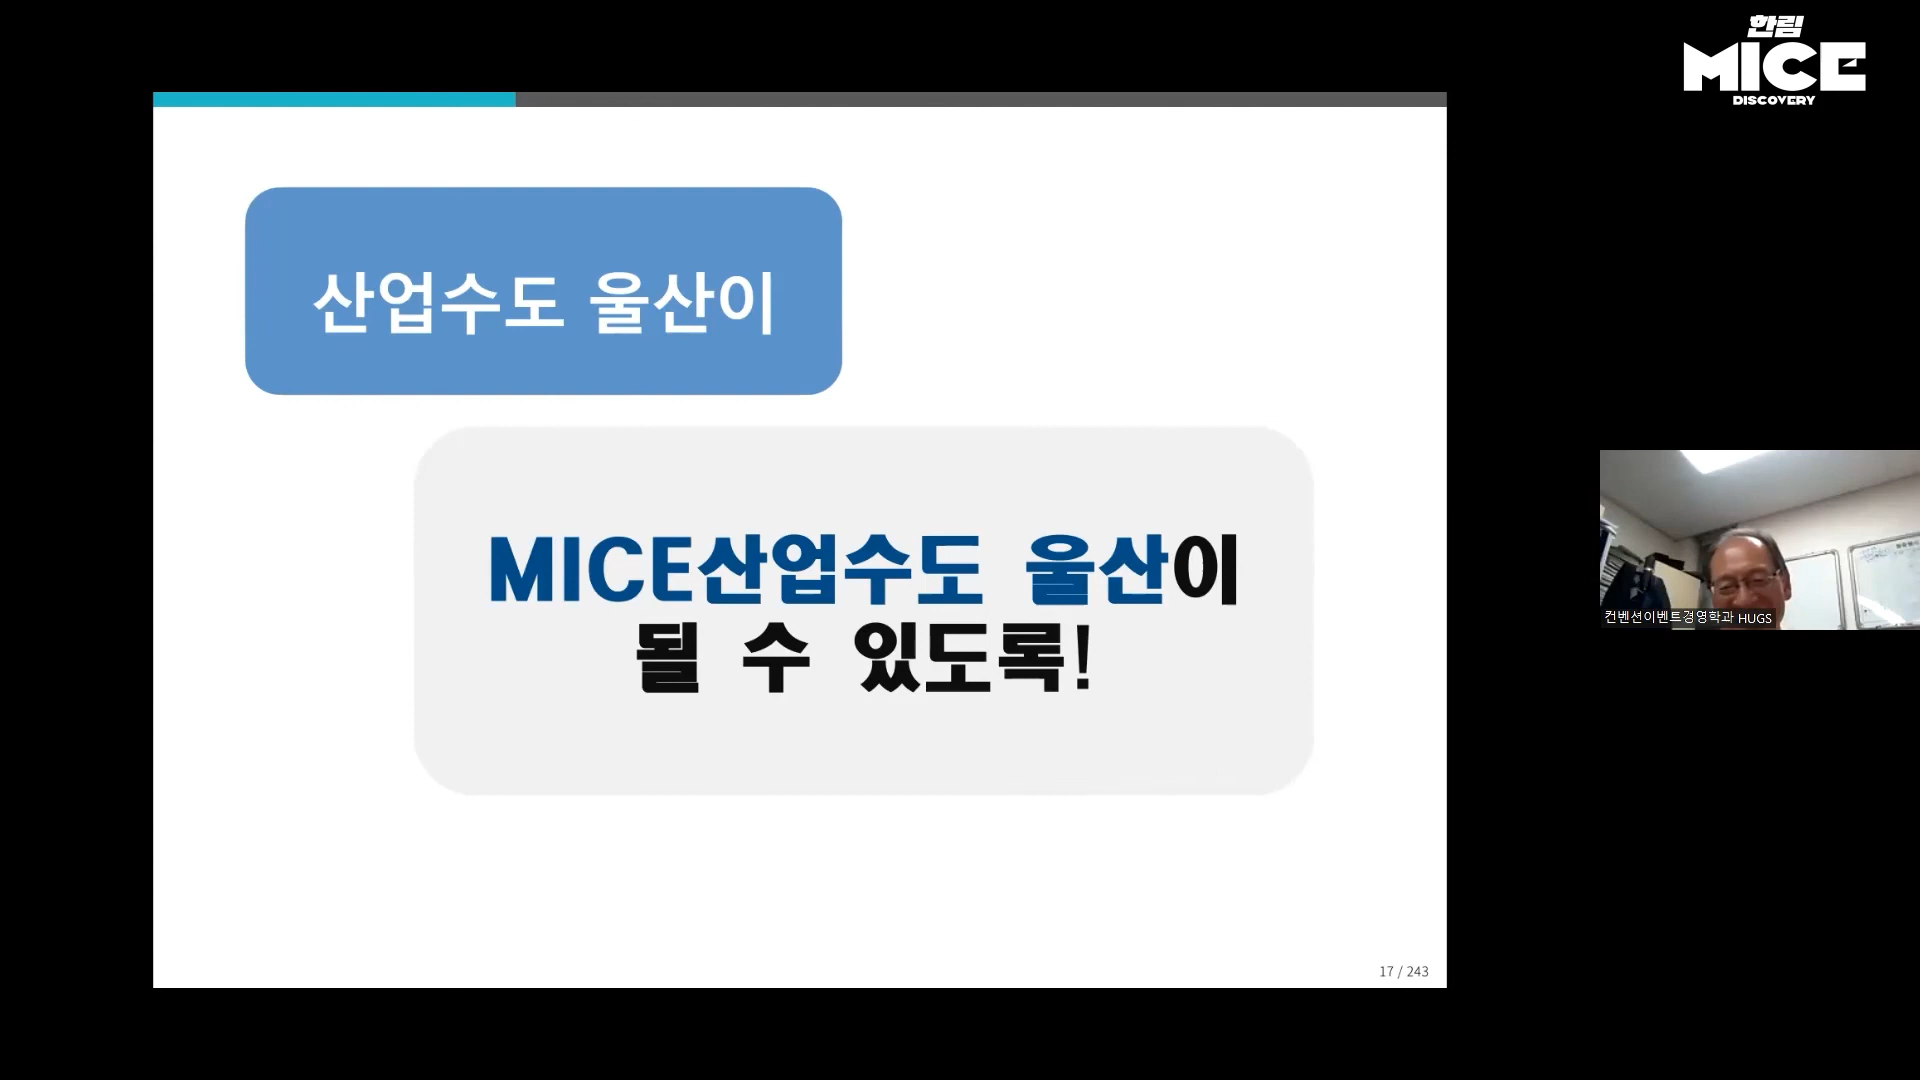 한림
MICE
DISCOVERY
산업수도 울산이
MICE산업수도 울산이
될 수 있도록!
컨벤션이벤트경영학과 HUGS
17 / 243